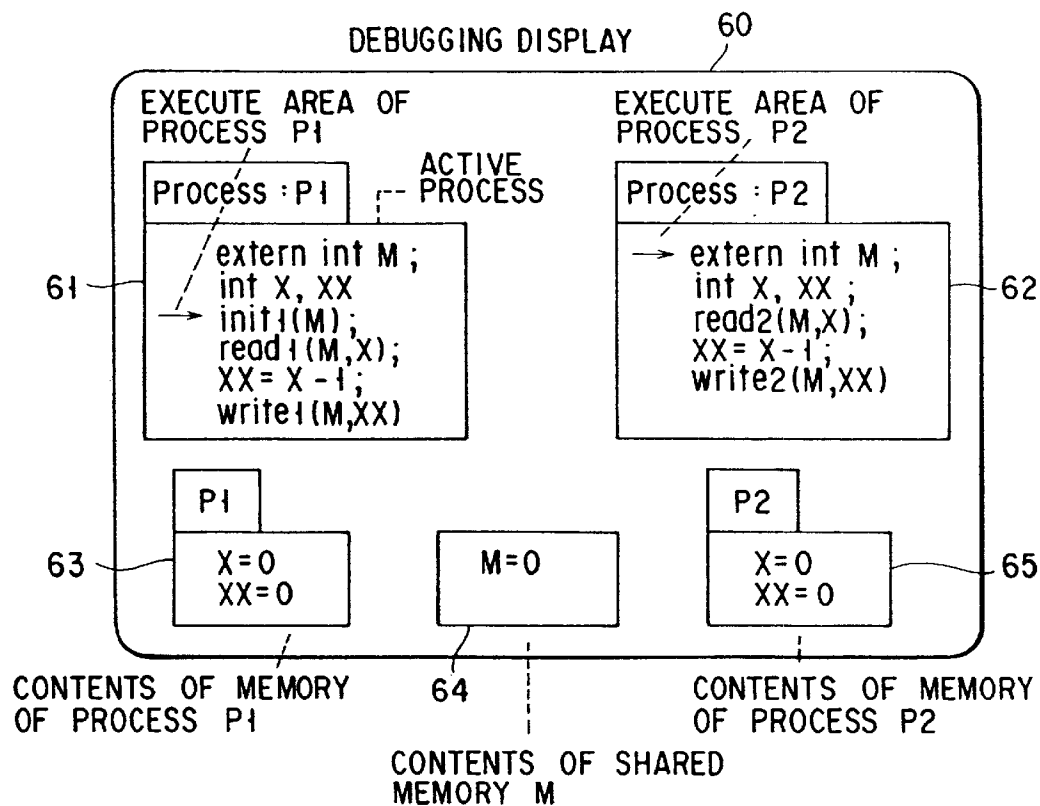 60
DEBUGGING DISPLAY
EXECUTE AREA OF
PROCESS P1
EXECUTE AREA OF
PROCESS P2
Process : P1
ACTIVE
PROCESS
Process : P2
61
extern int M ;
int X, XX
→ init1(M);
read1(M,X);
XX= X-1;
write1(M,XX)
→ extern int M ;
int X, XX ;
read2(M,X);
XX= X-1;
write2(M,XX)
62
P1
63
X=0
XX=0
M=0
64
P2
X=0
XX=0
65
CONTENTS OF MEMORY
OF PROCESS P1
CONTENTS OF SHARED
MEMORY M
CONTENTS OF MEMORY
OF PROCESS P2